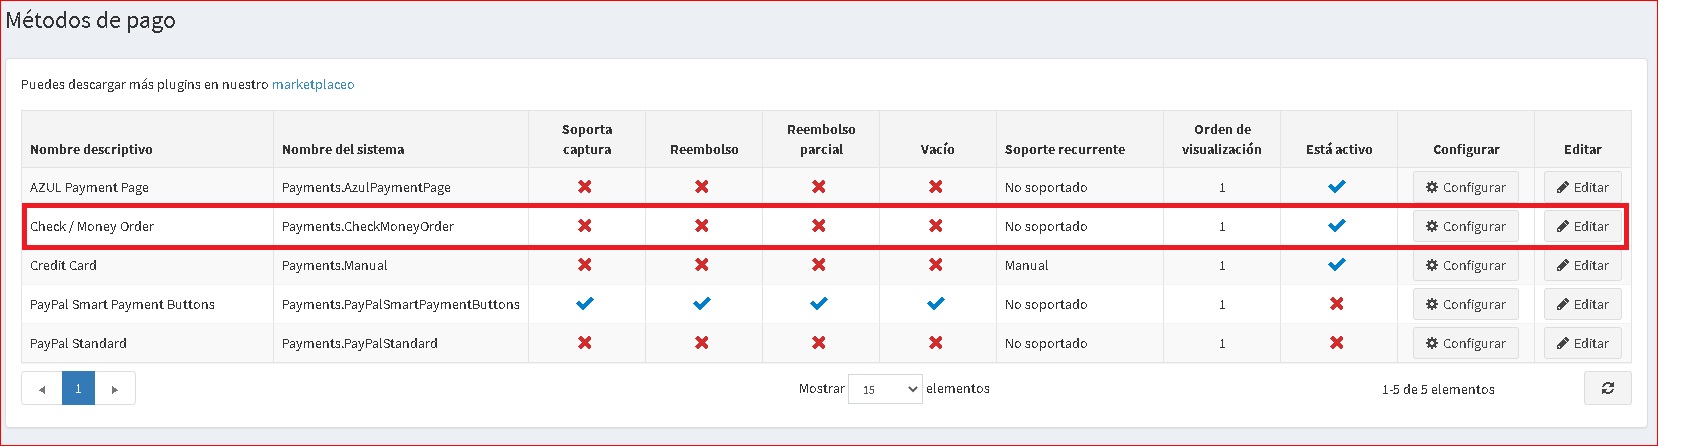 Métodos de pago
Puedes descargar más plugins en nuestro marketplaceo
Nombre descriptivo Nombre del sistema Soporta captura Reembolso Reembolso parcial Vacío Soporte recurrente Orden de visualización Está activo Configurar Editar
AZUL Payment Page Payments.AzulPaymentPage No soportado 1 Configurar Editar
Check / Money Order Payments.CheckMoneyOrder No soportado 1 Configurar Editar
Credit Card Payments.Manual Manual 1 Configurar Editar
PayPal Smart Payment Buttons Payments.PayPalSmartPaymentButtons No soportado 1 Configurar Editar
PayPal Standard Payments.PayPalStandard No soportado 1 Configurar Editar
1 Mostrar 15 elementos 1-5 de 5 elementos